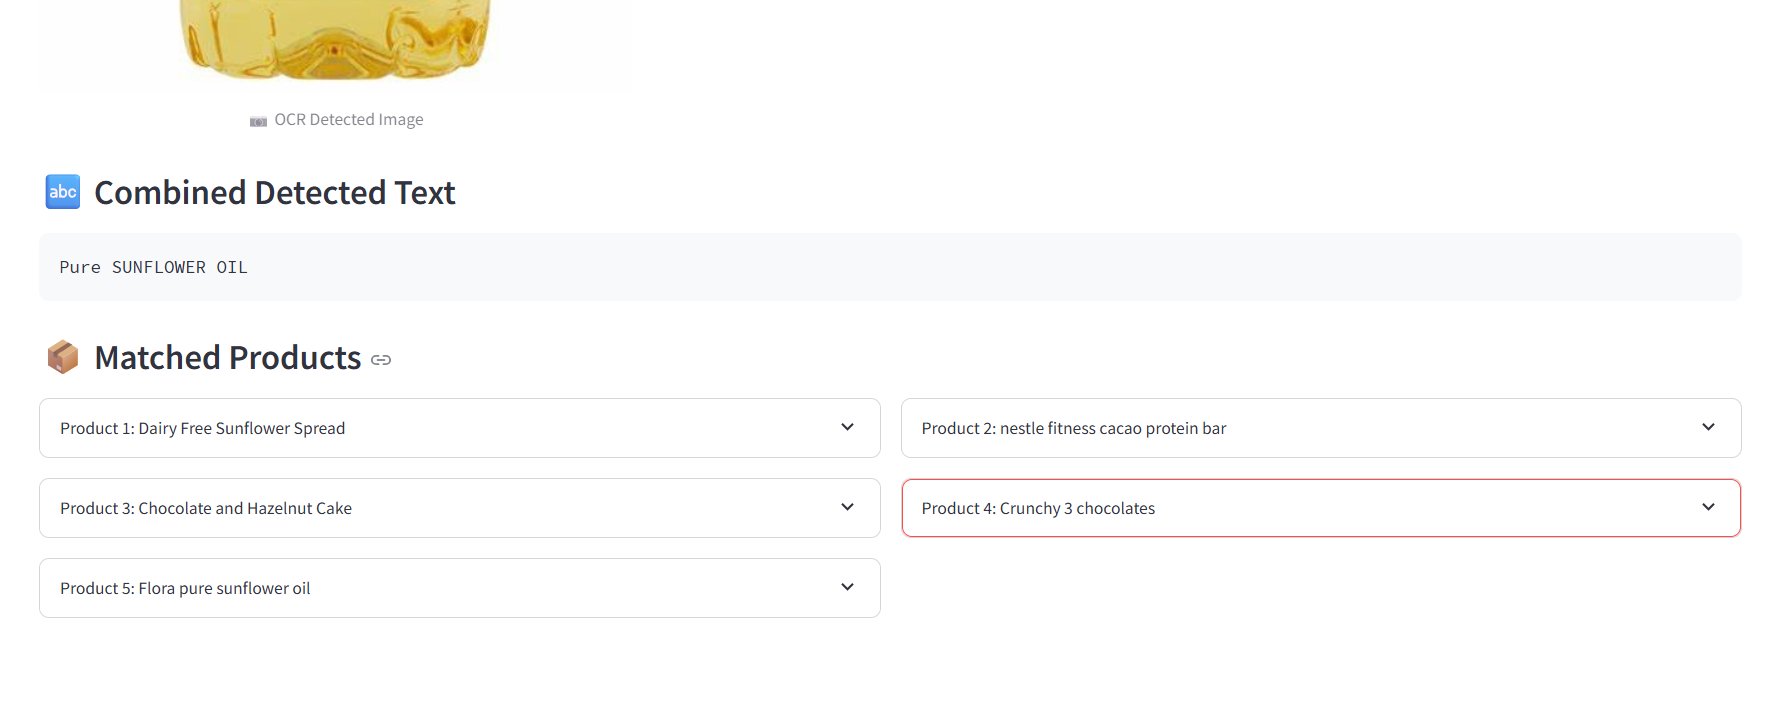 OCR Detected Image
abc
Combined Detected Text
Pure SUNFLOWER OIL
Matched Products
Product 1: Dairy Free Sunflower Spread
Product 2: nestle fitness cacao protein bar
Product 3: Chocolate and Hazelnut Cake
Product 4: Crunchy 3 chocolates
Product 5: Flora pure sunflower oil